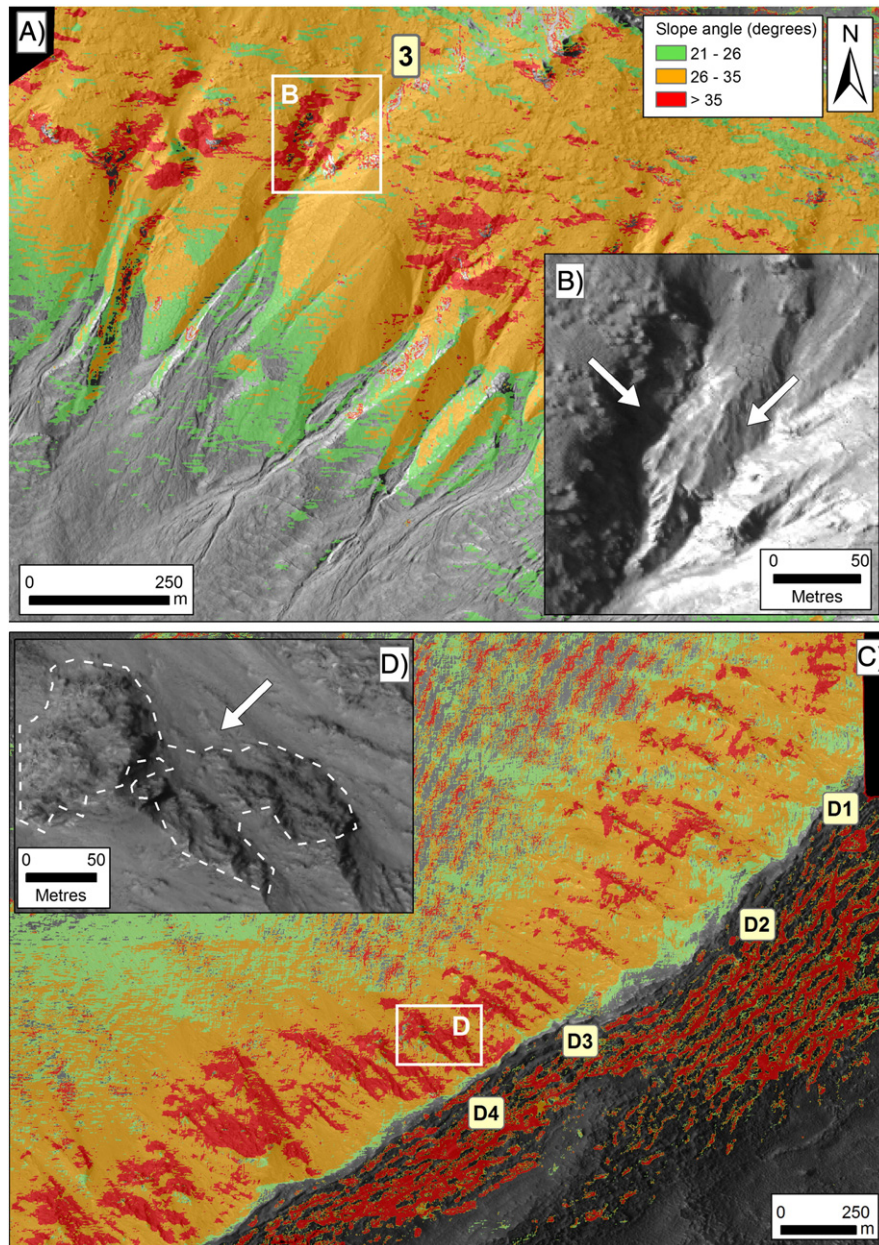 A)
3
B
Slope angle (degrees)
21 - 26
26 - 35
> 35
N
B)
0 50
Metres
0 250
m
D)
C)
0 50
Metres
D1
D2
D
D3
D4
0 250
m